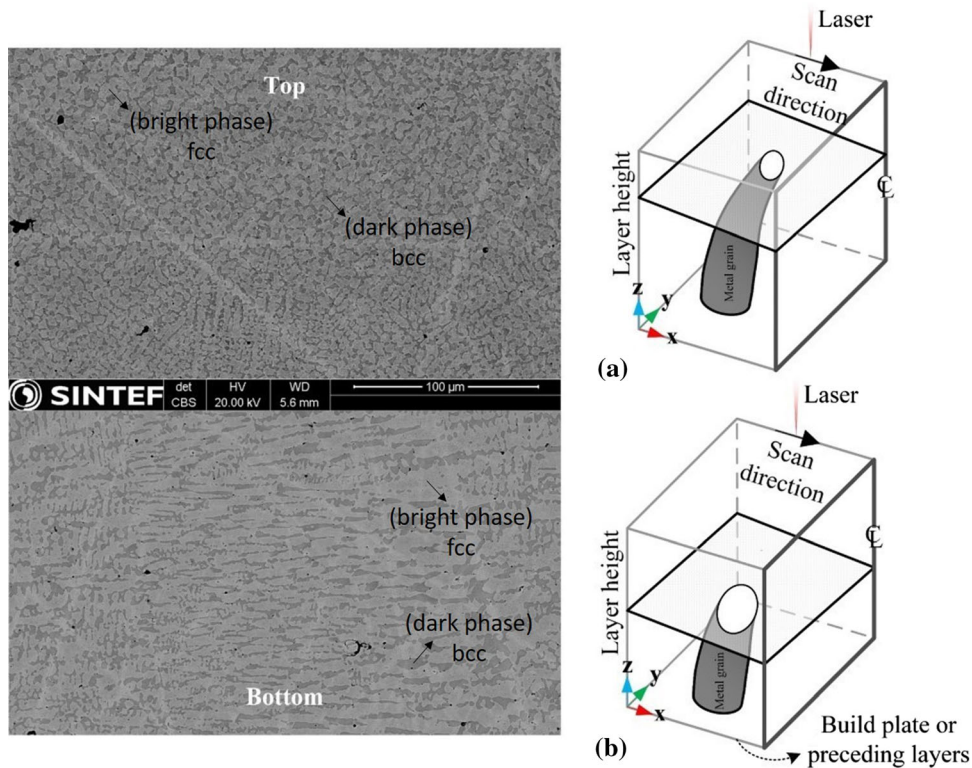 Top
(bright phase)
fcc
(dark phase)
bcc
SINTEF
det
CBS
HV
20.00 kV
WD
5.6 mm
100 µm
(bright phase)
fcc
(dark phase)
bcc
Bottom
Laser
Scan
direction
Layer height
℄
Metal grain
z
y
x
(a)
Laser
Scan
direction
Layer height
℄
Metal grain
z
y
x
(b)
Build plate or
preceding layers